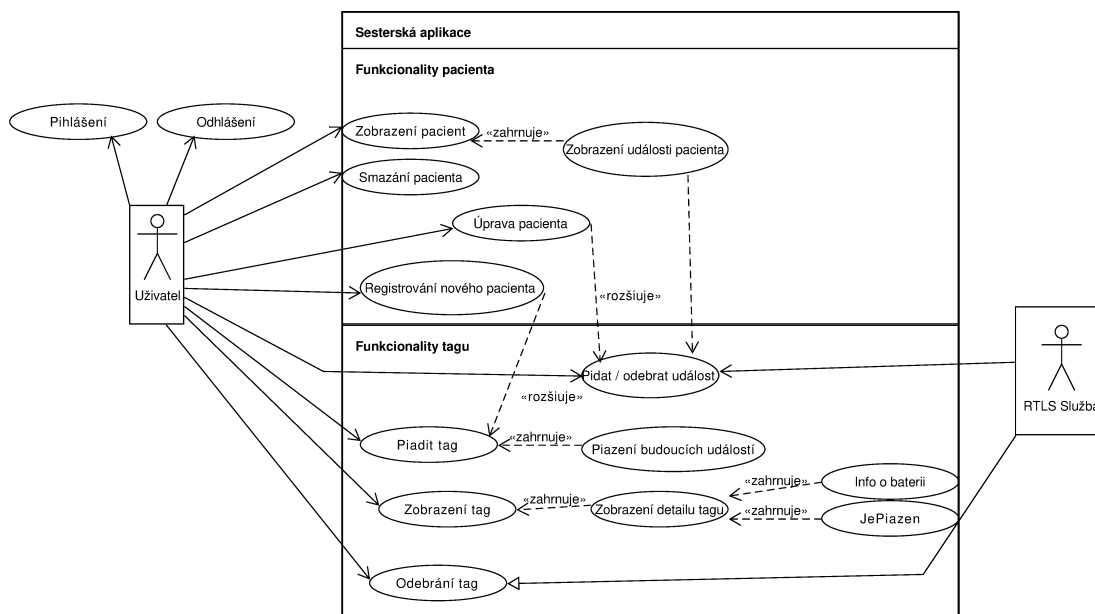 Sesterská aplikace
Funkcionality pacienta
Pihlášení
Odhlášení
Zobrazení pacient
«zahrnuje»
Zobrazení události pacienta
Smazání pacienta
Úprava pacienta
Uživatel
Registrování nového pacienta
«rozšiuje»
Funkcionality tagu
Pidat / odebrat událost
RTLS Služba
«rozšiuje»
Piadit tag
«zahrnuje»
Piazení budoucích událostí
Zobrazení tag
«zahrnuje»
Zobrazení detailu tagu
«zahrnuje»
Info o baterii
«zahrnuje»
JePiazen
Odebrání tag